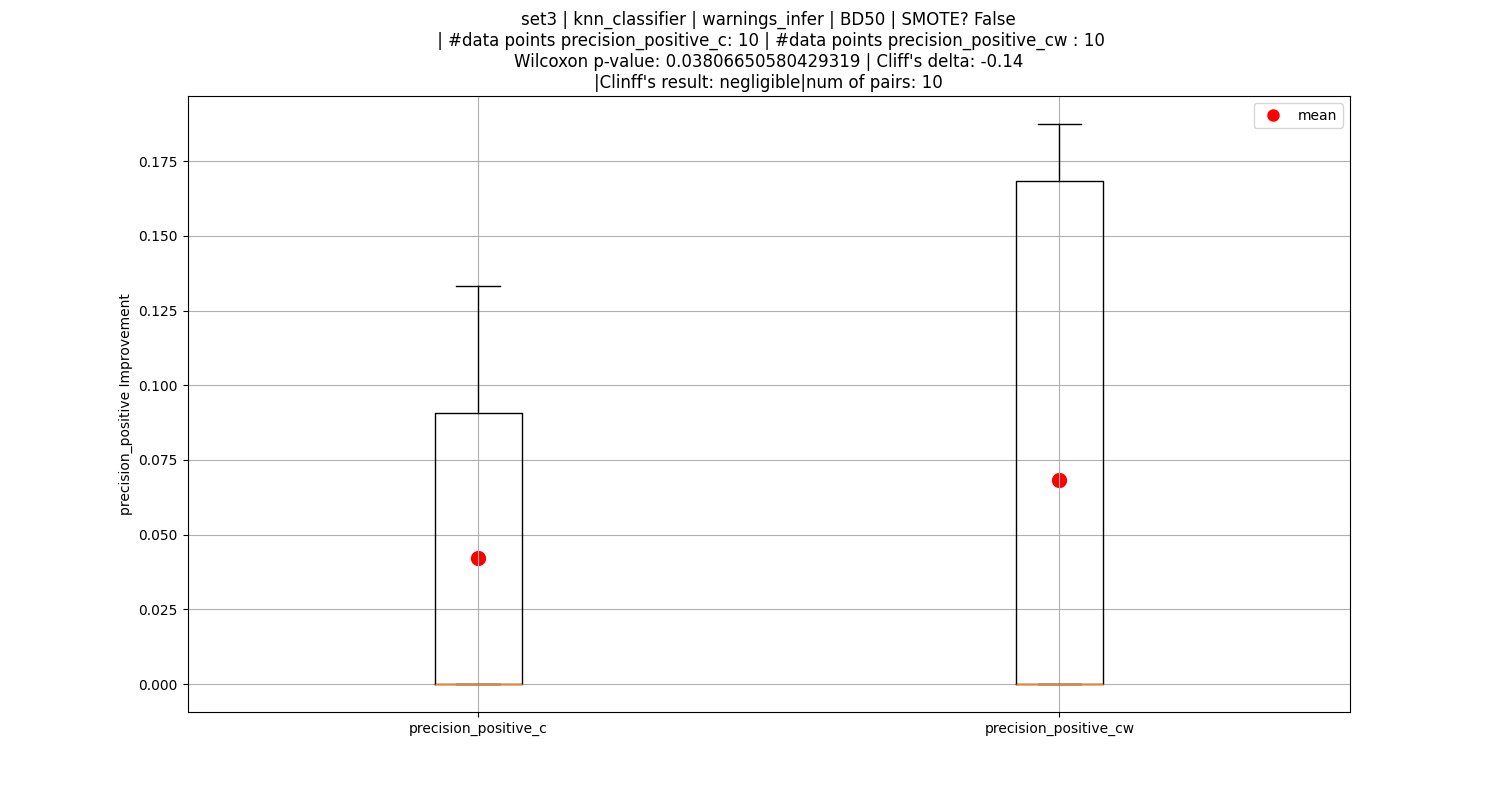 set3 | knn_classifier | warnings_infer | BD50 | SMOTE? False
| #data points precision_positive_c: 10 | #data points precision_positive_cw : 10
Wilcoxon p-value: 0.03806650580429319 | Cliff's delta: -0.14
|Clinff's result: negligible|num of pairs: 10
mean
0.175
0.150
0.125
0.100
0.075
0.050
0.025
0.000
precision_positive Improvement
precision_positive_c
precision_positive_cw